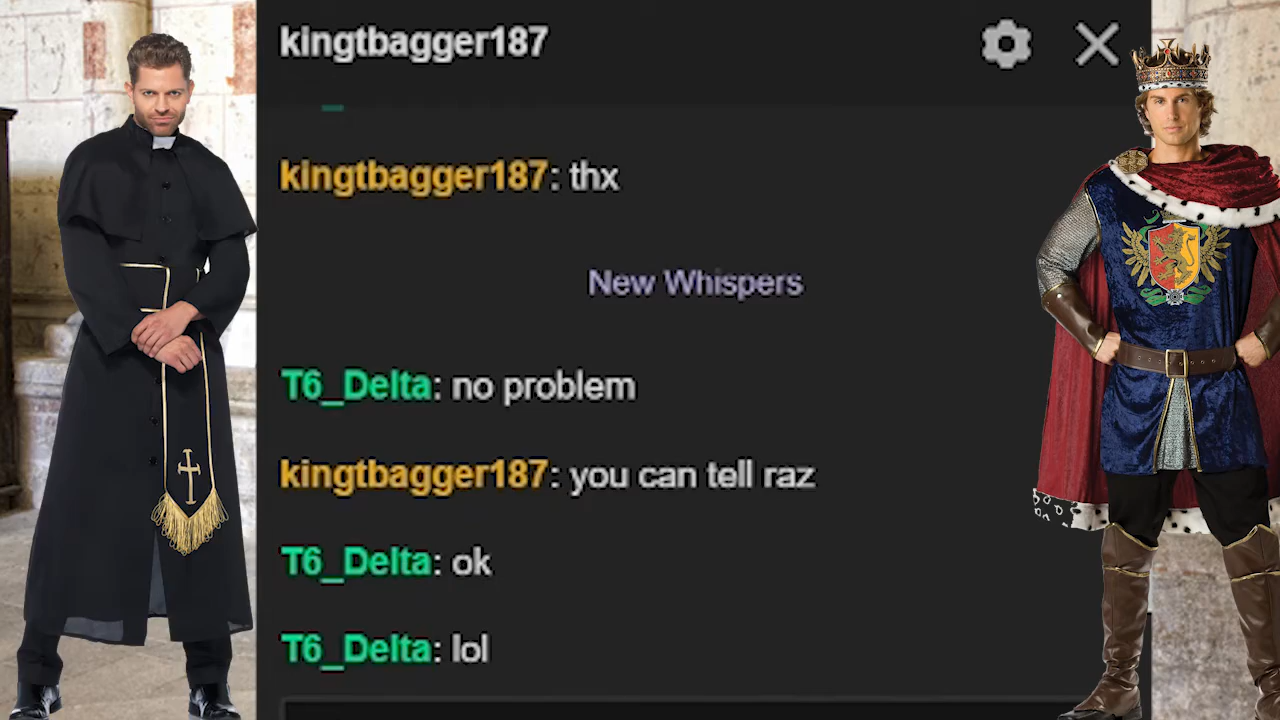 kingtbagger187
kingtbagger187: thx
New Whispers
T6_Delta: no problem
kingtbagger187: you can tell raz
T6_Delta: ok
T6_Delta: lol